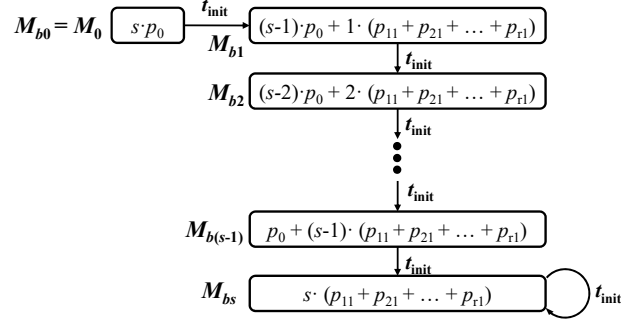 t_init
M_b0 = M_0 s·p_0 (s-1)·p_0 + 1· (p_11 + p_21 + … + p_r1)
M_b1
t_init
M_b2 (s-2)·p_0 + 2· (p_11 + p_21 + … + p_r1)
t_init
t_init
M_b(s-1) p_0 + (s-1)· (p_11 + p_21 + … + p_r1)
t_init
M_bs s· (p_11 + p_21 + … + p_r1) t_init